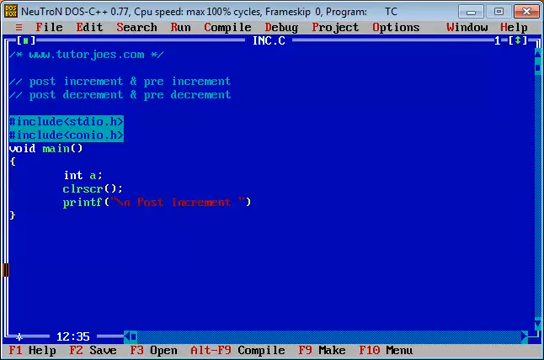 NeuTroN DOS-C++ 0.77, Cpu speed: max 100% cycles, Frameskip 0, Program: TC
≡ File Edit Search Run Compile Debug Project Options Window Help
INC.C 1
/* www.tutorjoes.com */
// post increment & pre increment
// post decrement & pre decrement
#include<stdio.h>
#include<conio.h>
void main()
{
int a;
clrscr();
printf("\n Post Increment ")
}
12:35
F1 Help F2 Save F3 Open Alt-F9 Compile F9 Make F10 Menu